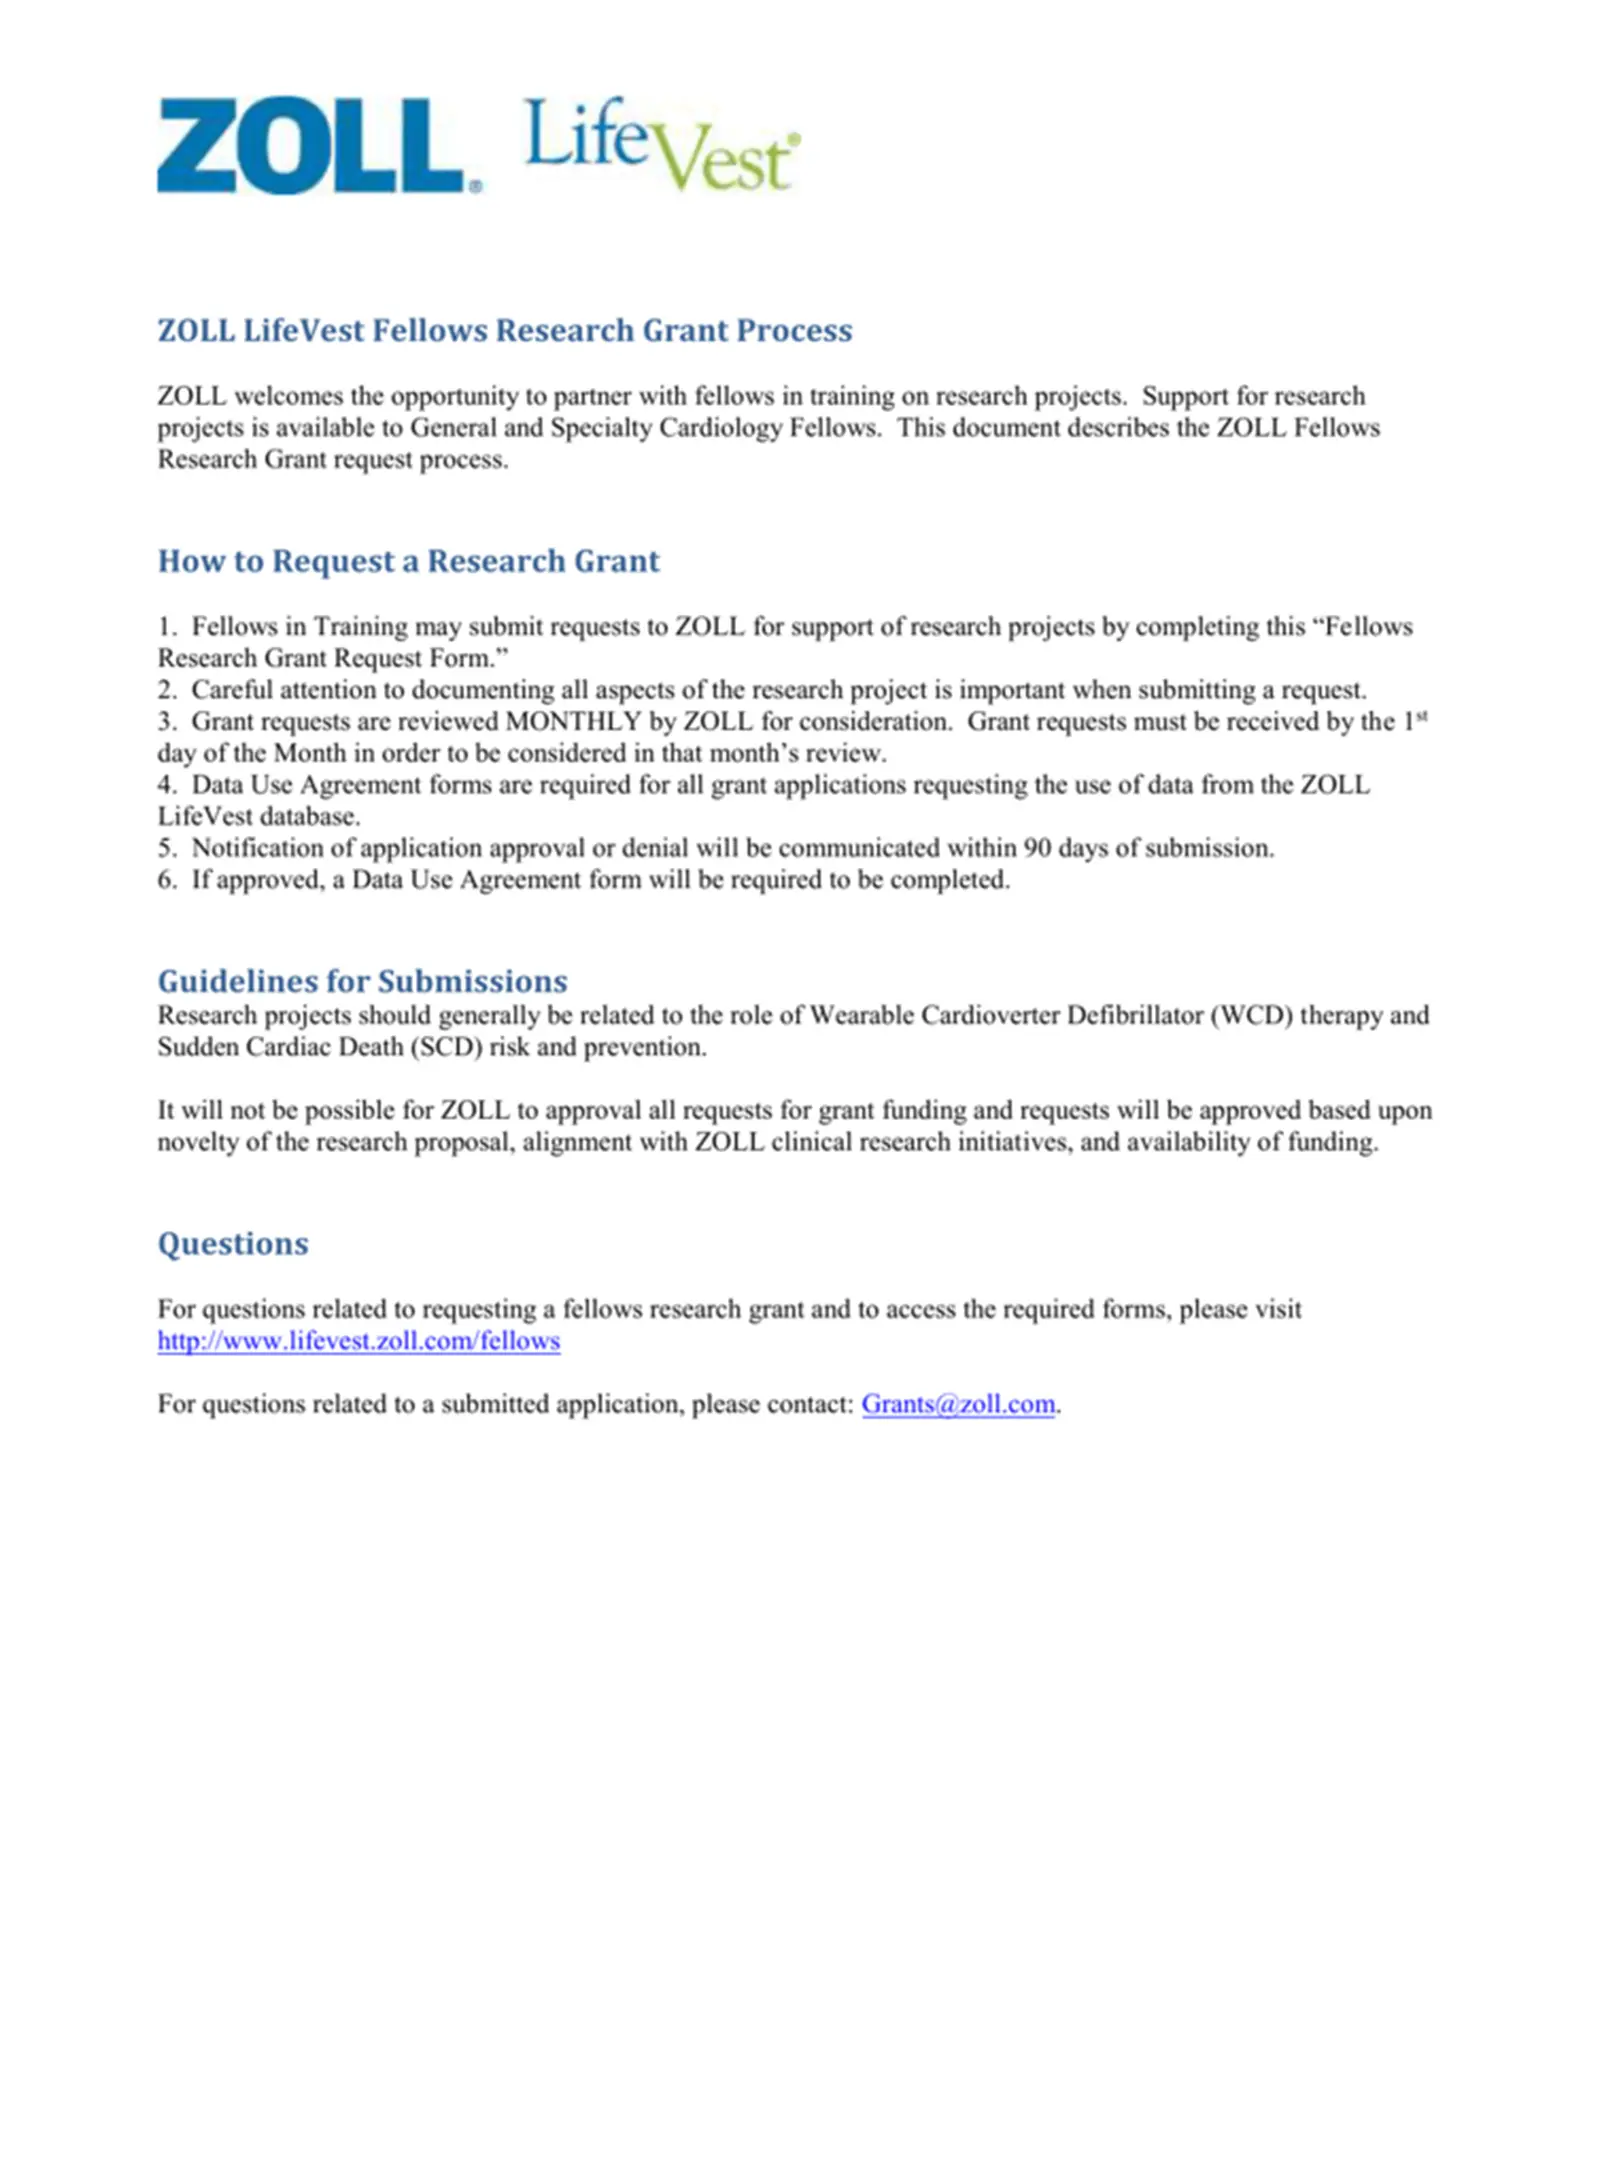 ZOLL® LifeVest®
ZOLL LifeVest Fellows Research Grant Process
ZOLL welcomes the opportunity to partner with fellows in training on research projects.  Support for research
projects is available to General and Specialty Cardiology Fellows.  This document describes the ZOLL Fellows
Research Grant request process.
How to Request a Research Grant
1.  Fellows in Training may submit requests to ZOLL for support of research projects by completing this “Fellows
Research Grant Request Form.”
2.  Careful attention to documenting all aspects of the research project is important when submitting a request.
3.  Grant requests are reviewed MONTHLY by ZOLL for consideration.  Grant requests must be received by the 1st
day of the Month in order to be considered in that month’s review.
4.  Data Use Agreement forms are required for all grant applications requesting the use of data from the ZOLL
LifeVest database.
5.  Notification of application approval or denial will be communicated within 90 days of submission.
6.  If approved, a Data Use Agreement form will be required to be completed.
Guidelines for Submissions
Research projects should generally be related to the role of Wearable Cardioverter Defibrillator (WCD) therapy and
Sudden Cardiac Death (SCD) risk and prevention.
It will not be possible for ZOLL to approval all requests for grant funding and requests will be approved based upon
novelty of the research proposal, alignment with ZOLL clinical research initiatives, and availability of funding.
Questions
For questions related to requesting a fellows research grant and to access the required forms, please visit
http://www.lifevest.zoll.com/fellows
For questions related to a submitted application, please contact: Grants@zoll.com.